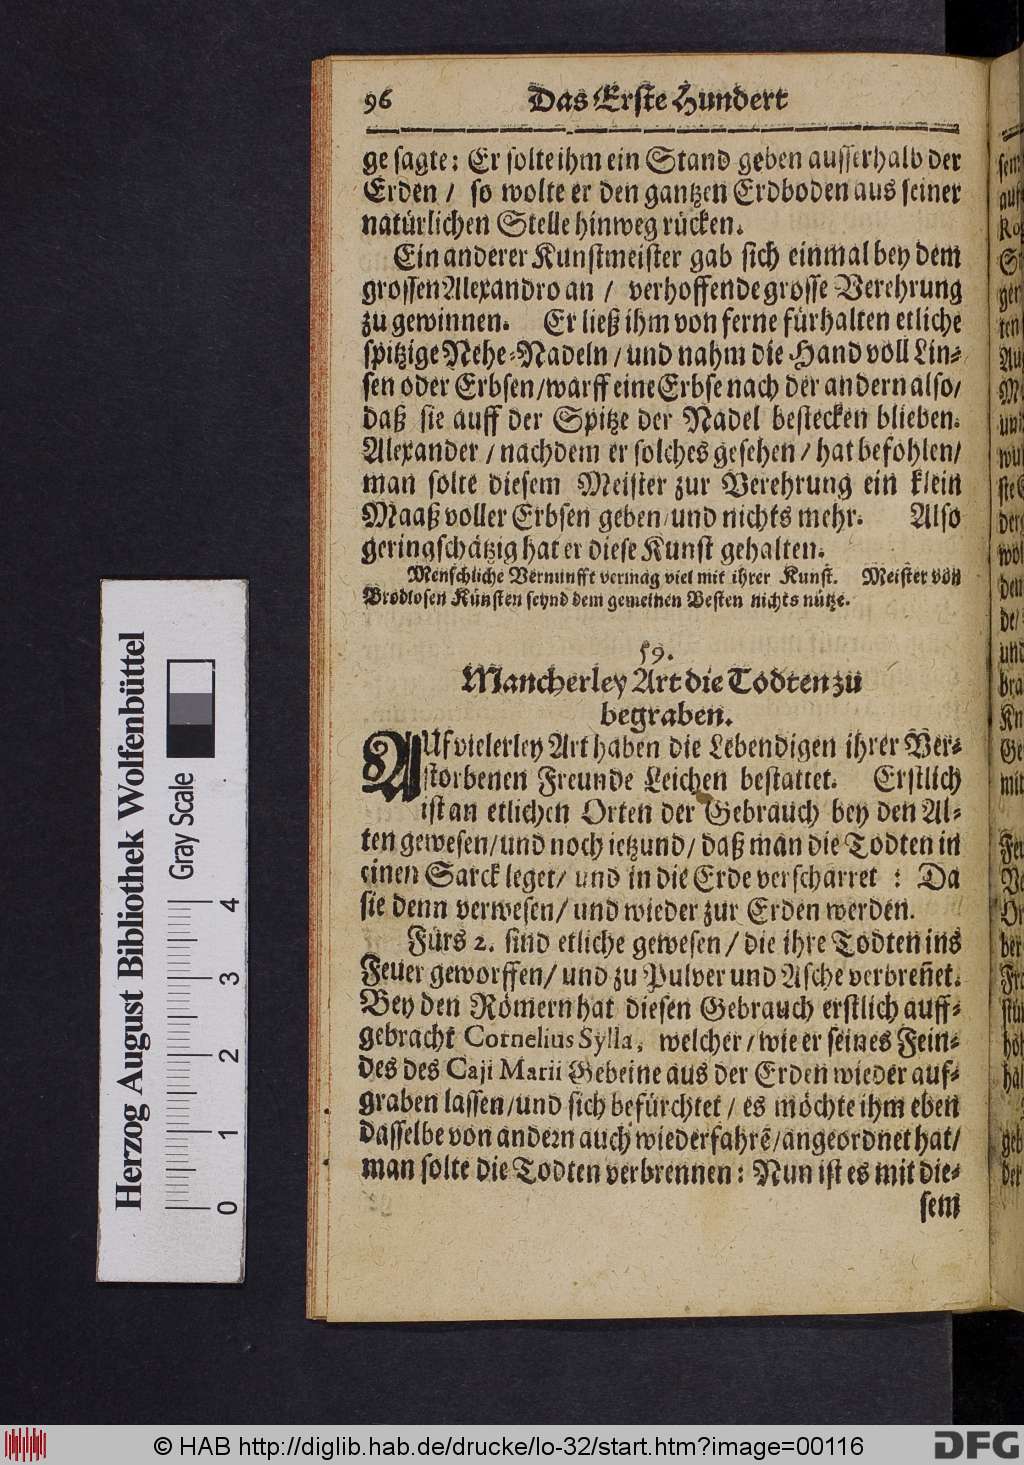 96 Das Erste Hundert
ge sagte: Er solte ihm ein Stand geben ausserhalb der
Erden / so wolte er den gantzen Erdboden aus seiner
natürlichen Stelle hinweg rücken.
Ein anderer Kunstmeister gab sich einmal bey dem
grossen Alexandro an / verhoffende grosse Verehrung
zu gewinnen. Er ließ ihm von ferne fürhalten etliche
spitzige Nehe-Nadeln / und nahm die Hand voll Lin-
sen oder Erbsen / warff eine Erbse nach der andern also /
daß sie auff der Spitze der Nadel bestecken blieben.
Alexander / nachdem er solches gesehen / hat befohlen /
man solte diesem Meister zur Verehrung ein klein
Maaß voller Erbsen geben / und nichts mehr. Also
geringschätzig hat er diese Kunst gehalten.
Menschliche Vernunfft vermag viel mit ihrer Kunst. Meister von
Brodlosen Künsten seynd dem gemeinen Besten nichts nütze.
59.
Mancherley Art die Todten zu
begraben.
AUf vielerley Art haben die Lebendigen ihrer Ver-
storbenen Freunde Leichen bestattet. Erstlich
ist an etlichen Orten der Gebrauch bey den Al-
ten gewesen / und noch ietzund / daß man die Todten in
einen Sarck leget / und in die Erde verscharret : Da
sie denn verwesen / und wieder zur Erden werden.
Fürs 2. sind etliche gewesen / die ihre Todten ins
Feuer geworffen / und zu Pulver und Asche verbreñet.
Bey den Römern hat diesen Gebrauch erstlich auff-
gebracht Cornelius Sylla, welcher / wie er seines Fein-
des des Caji Marii Gebeine aus der Erden wieder auf-
graben lassen / und sich befürchtet / es möchte ihm eben
dasselbe von andern auch wiederfahrẽ / angeordnet hat /
man solte die Todten verbrennen : Nun ist es mit die-
sem
Herzog August Bibliothek Wolfenbüttel
Gray Scale
0 1 2 3 4
© HAB http://diglib.hab.de/drucke/lo-32/start.htm?image=00116
DFG